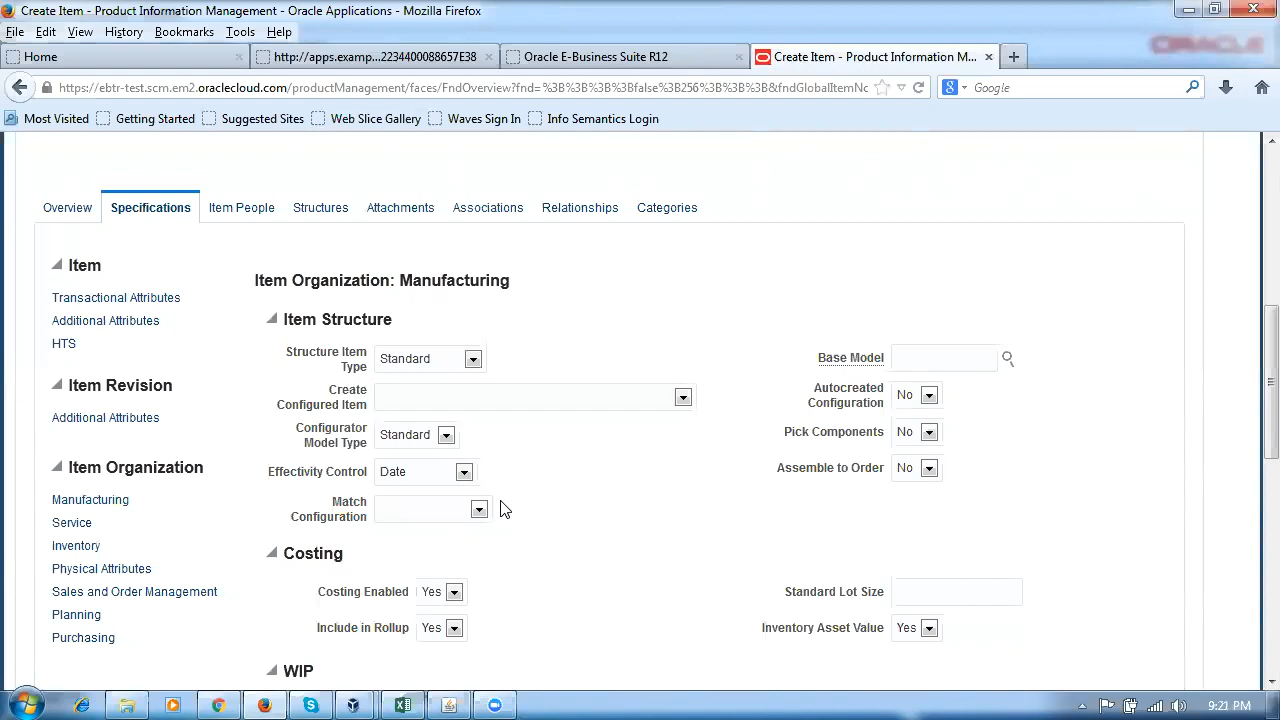 Create Item - Product Information Management - Oracle Applications - Mozilla Firefox
File Edit View History Bookmarks Tools Help
ORACLE
Home
http://apps.examp...2234400088657E38
Oracle E-Business Suite R12
Create Item - Product Information M...
https://ebtr-test.scm.em2.oraclecloud.com/productManagement/faces/FndOverview?fnd=%3B%3B%3B%3Bfalse%3B256%3B%3B%3B&fndGlobalItemNc
Google
Most Visited Getting Started Suggested Sites Web Slice Gallery Waves Sign In Info Semantics Login
Overview Specifications Item People Structures Attachments Associations Relationships Categories
Item
Transactional Attributes
Additional Attributes
HTS
Item Revision
Additional Attributes
Item Organization
Manufacturing
Service
Inventory
Physical Attributes
Sales and Order Management
Planning
Purchasing
Item Organization: Manufacturing
Item Structure
Structure Item
Type
Standard
Create
Configured Item
Configurator
Model Type
Standard
Effectivity Control Date
Match
Configuration
Base Model
Autocreated
Configuration
No
Pick Components No
Assemble to Order No
Costing
Costing Enabled Yes
Include in Rollup Yes
Standard Lot Size
Inventory Asset Value Yes
WIP
9:21 PM